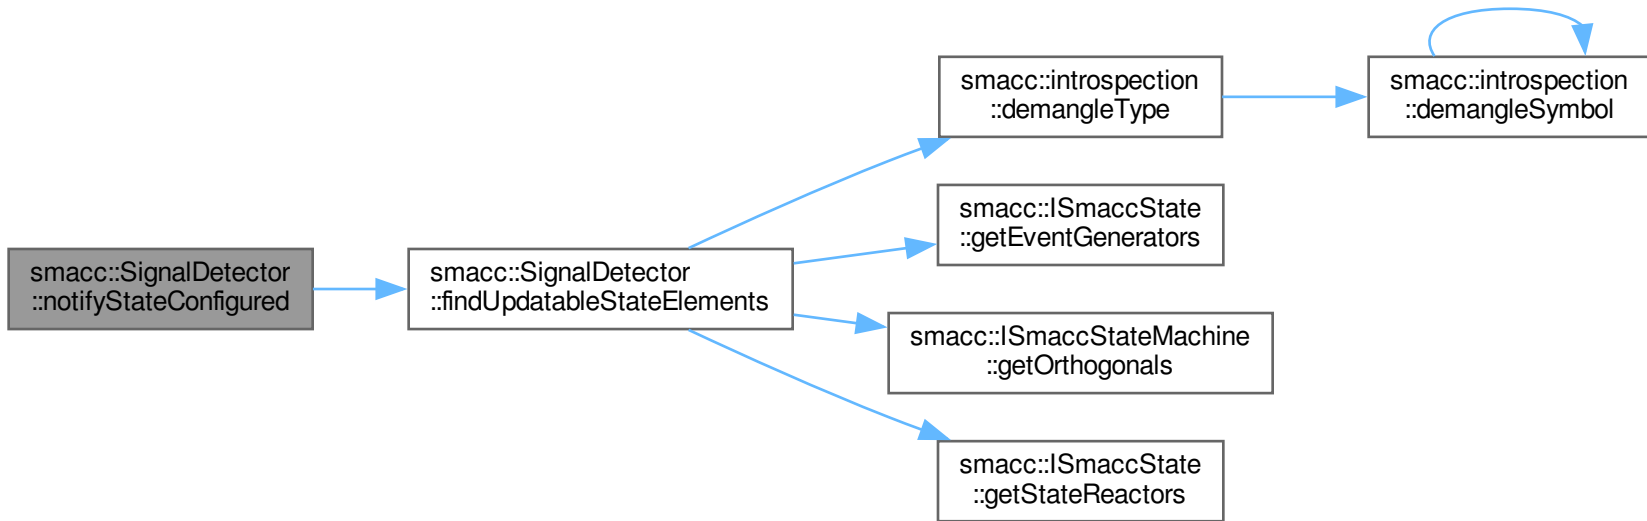 smacc::introspection
::demangleType
smacc::introspection
::demangleSymbol
smacc::ISmaccState
::getEventGenerators
smacc::SignalDetector
::notifyStateConfigured
smacc::SignalDetector
::findUpdatableStateElements
smacc::ISmaccStateMachine
::getOrthogonals
smacc::ISmaccState
::getStateReactors